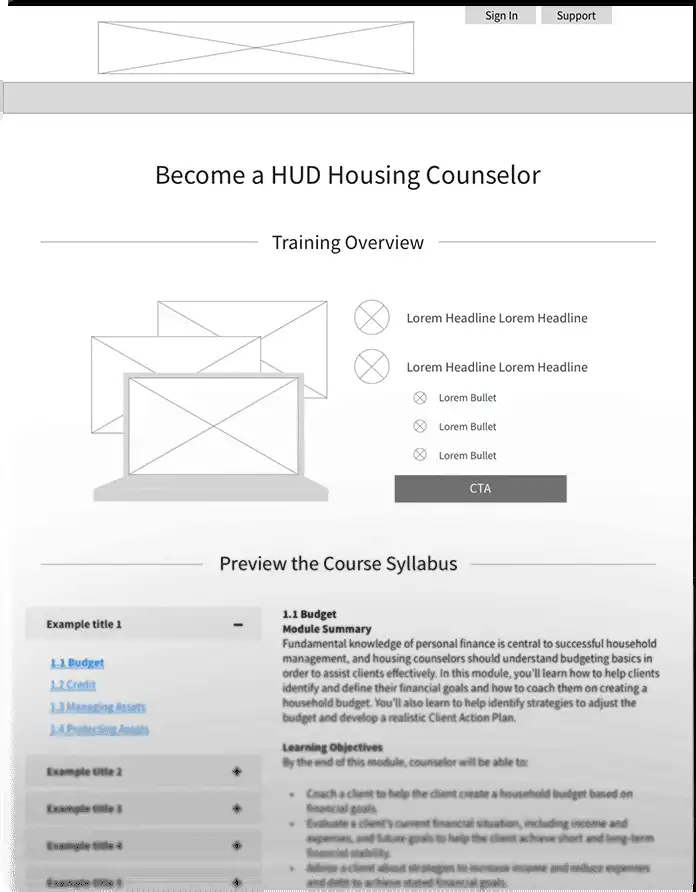 Sign In
Support
Become a HUD Housing Counselor
Training Overview
Lorem Headline Lorem Headline
Lorem Headline Lorem Headline
Lorem Bullet
Lorem Bullet
Lorem Bullet
CTA
Preview the Course Syllabus
Example title 1
1.1 Budget
1.2 Credit
1.3 Managing Assets
1.4 Protecting Assets
Example title 2
Example title 3
Example title 4
Example title 5
1.1 Budget
Module Summary
Fundamental knowledge of personal finance is central to successful household
management, and housing counselors should understand budgeting basics in
order to assist clients effectively. In this module, you'll learn how to help clients
identify and define their financial goals and how to coach them on creating a
household budget. You'll also learn to help identify strategies to adjust the
budget and develop a realistic Client Action Plan.
Learning Objectives
By the end of this module, counselor will be able to:
Coach a client to help the client create a household budget based on
financial goals.
Evaluate a client's current financial situation, including income and
expenses, and future goals to help the client achieve short and long-term
financial stability.
Advise a client about strategies to increase income and reduce expenses
and debt to achieve stated financial goals.